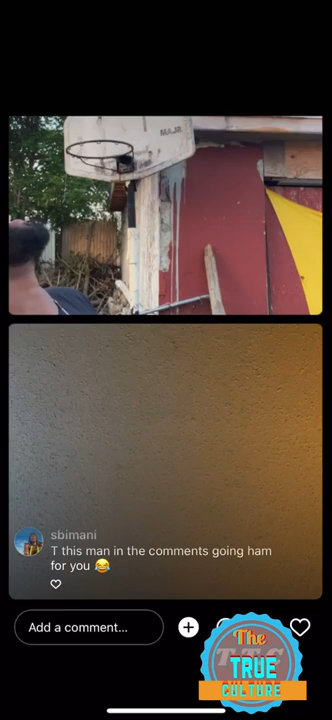 sbimani
T this man in the comments going ham
for you 😂
Add a comment...
The
TRUE
CULTURE